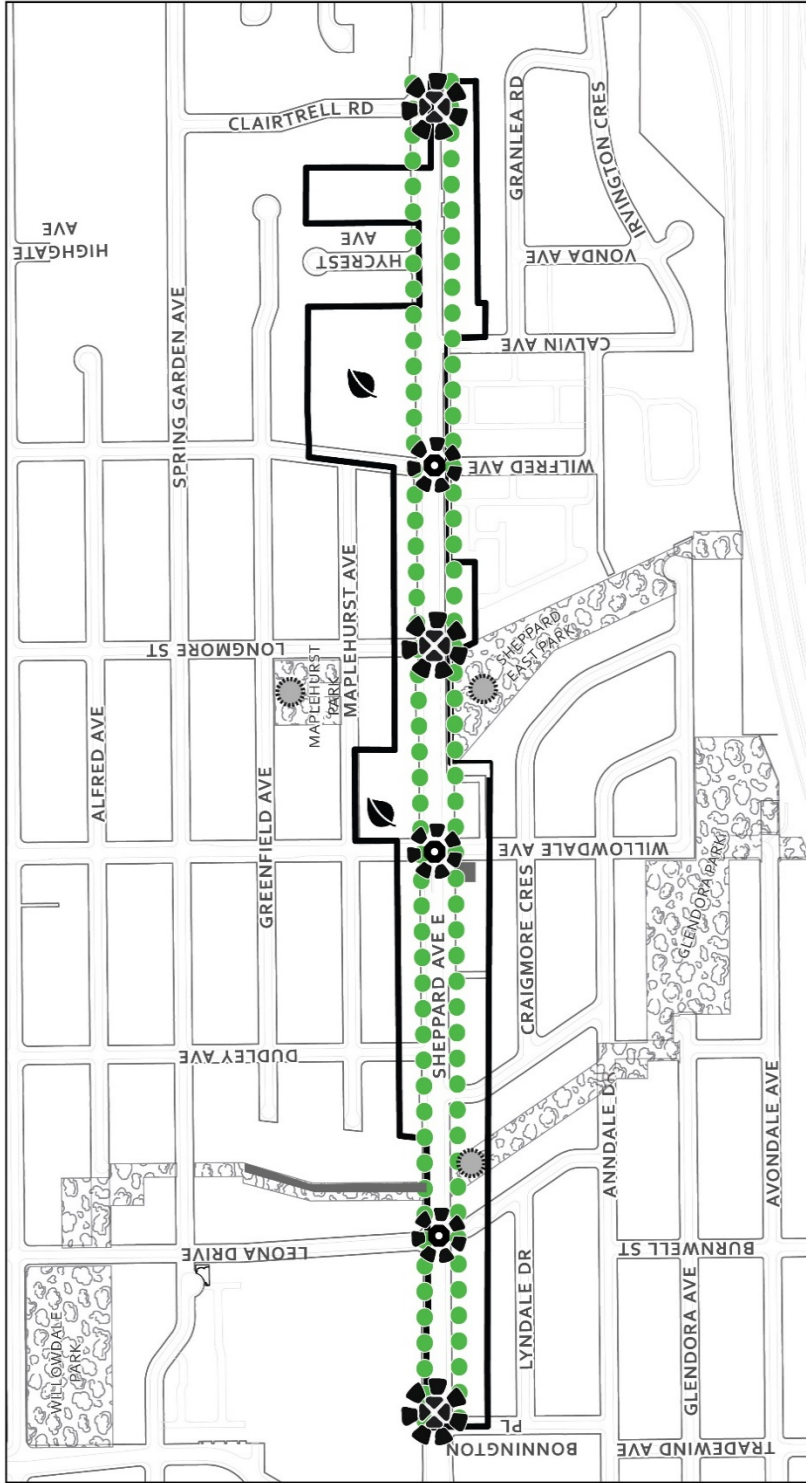 CLAIRTRELL RD
GRANLEA RD
IRVINGTON CRES
HIGHGATE
AVE
HYCREST
AVE
VONDA AVE
SPRING GARDEN AVE
CALVIN AVE
WILFRED AVE
LONGMORE ST
MAPLEHURST
PARK
MAPLEHURST AVE
SHEPPARD
EAST PARK
ALFRED AVE
GREENFIELD AVE
WILLOWDALE AVE
GLENDORA PARK
CRAIGMORE CRES
SHEPPARD AVE E
DUDLEY AVE
ANNDALE DR
AVONDALE AVE
LEONA DRIVE
BURNWELL ST
WILLOWDALE
PARK
LYNDALE DR
GLENDORA AVE
BONNINGTON
PL
TRADEWIND AVE